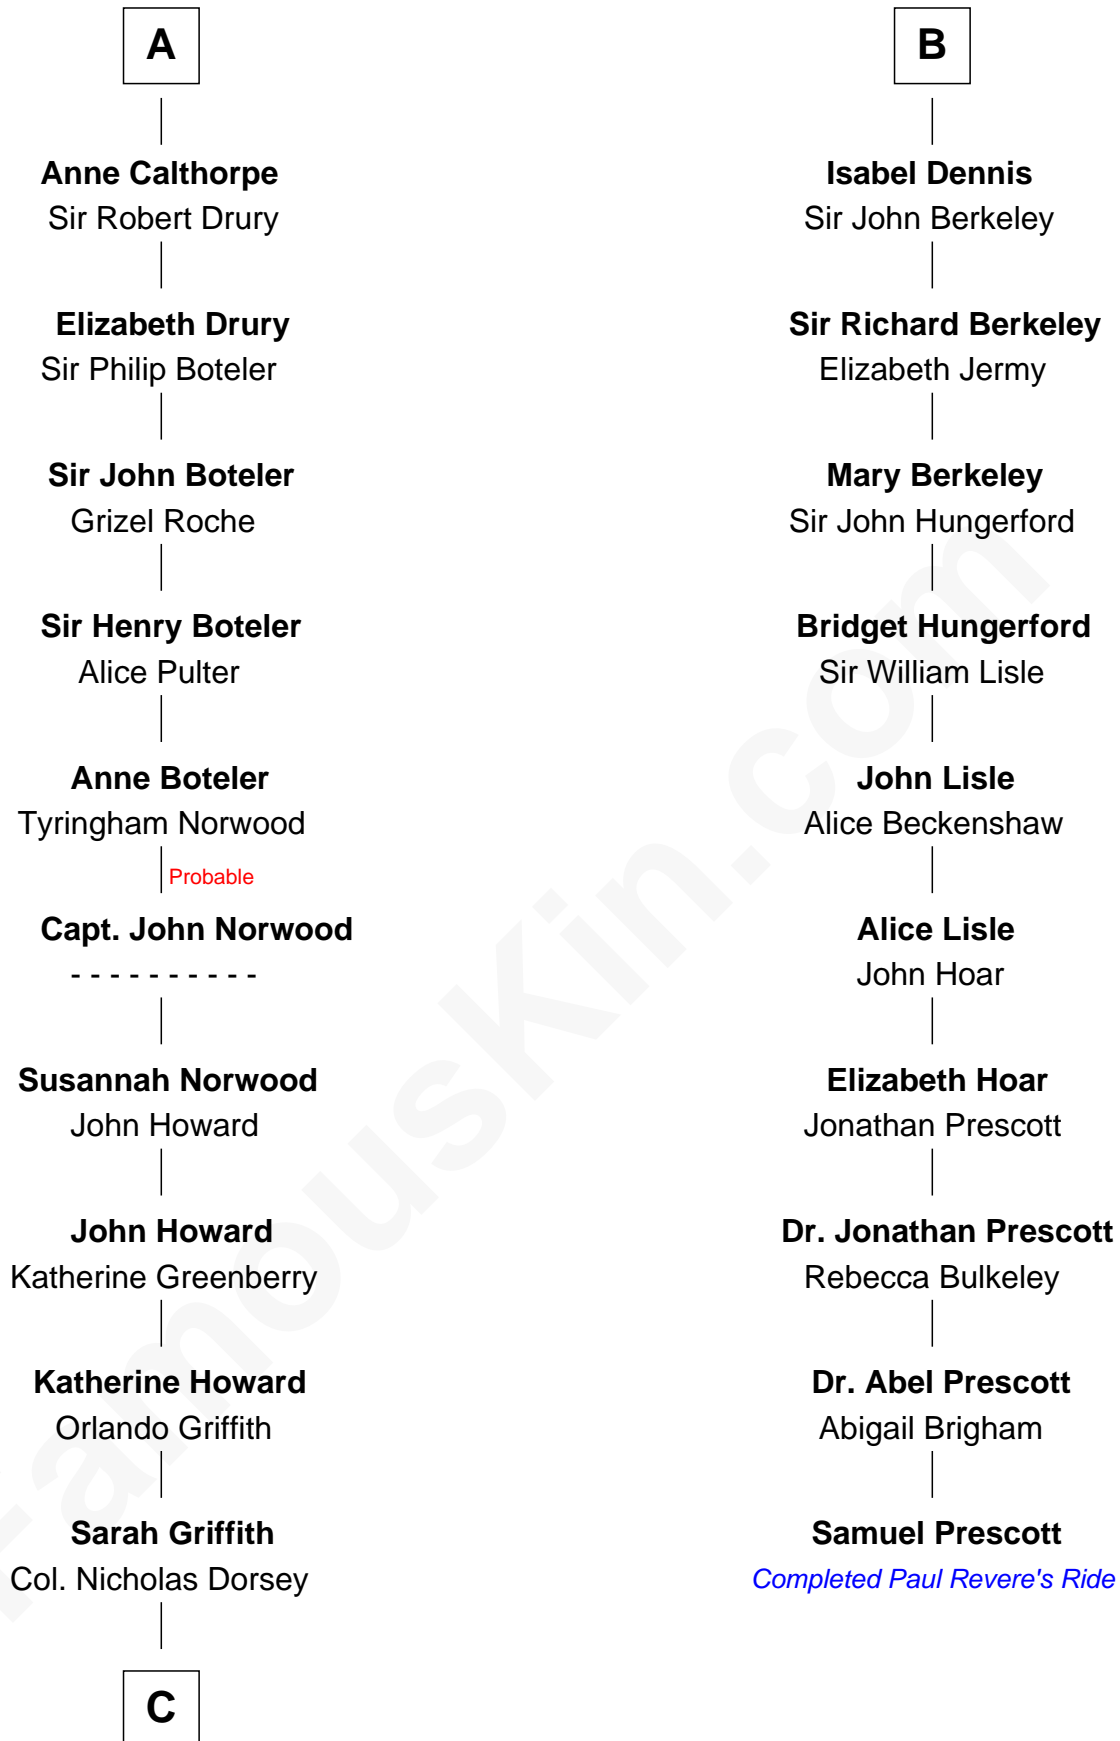 A
Anne Calthorpe
Sir Robert Drury
Elizabeth Drury
Sir Philip Boteler
Sir John Boteler
Grizel Roche
Sir Henry Boteler
Alice Pulter
Anne Boteler
Tyringham Norwood
Probable
Capt. John Norwood
- - - - - - - - - -
Susannah Norwood
John Howard
John Howard
Katherine Greenberry
Katherine Howard
Orlando Griffith
Sarah Griffith
Col. Nicholas Dorsey
C
B
Isabel Dennis
Sir John Berkeley
Sir Richard Berkeley
Elizabeth Jermy
Mary Berkeley
Sir John Hungerford
Bridget Hungerford
Sir William Lisle
John Lisle
Alice Beckenshaw
Alice Lisle
John Hoar
Elizabeth Hoar
Jonathan Prescott
Dr. Jonathan Prescott
Rebecca Bulkeley
Dr. Abel Prescott
Abigail Brigham
Samuel Prescott
Completed Paul Revere's Ride
FamousKin.com